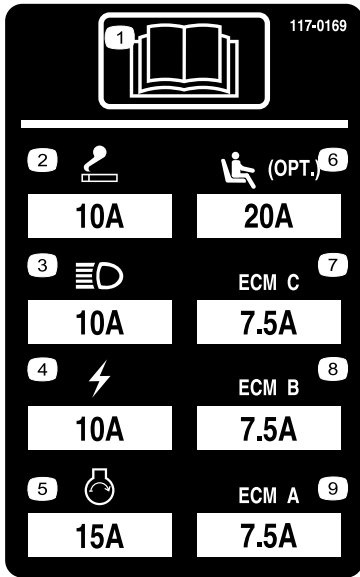 117-0169
1
2
(OPT.) 6
10A 20A
3 7
ECM C
10A 7.5A
4 8
ECM B
10A 7.5A
5 9
ECM A
15A 7.5A